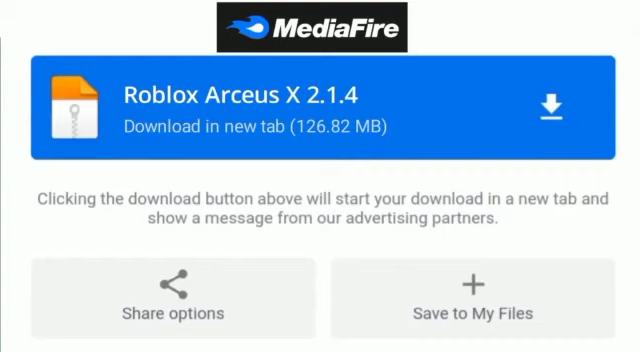 MediaFire
Roblox Arceus X 2.1.4
Download in new tab (126.82 MB)
Clicking the download button above will start your download in a new tab and
show a message from our advertising partners.
Share options
Save to My Files